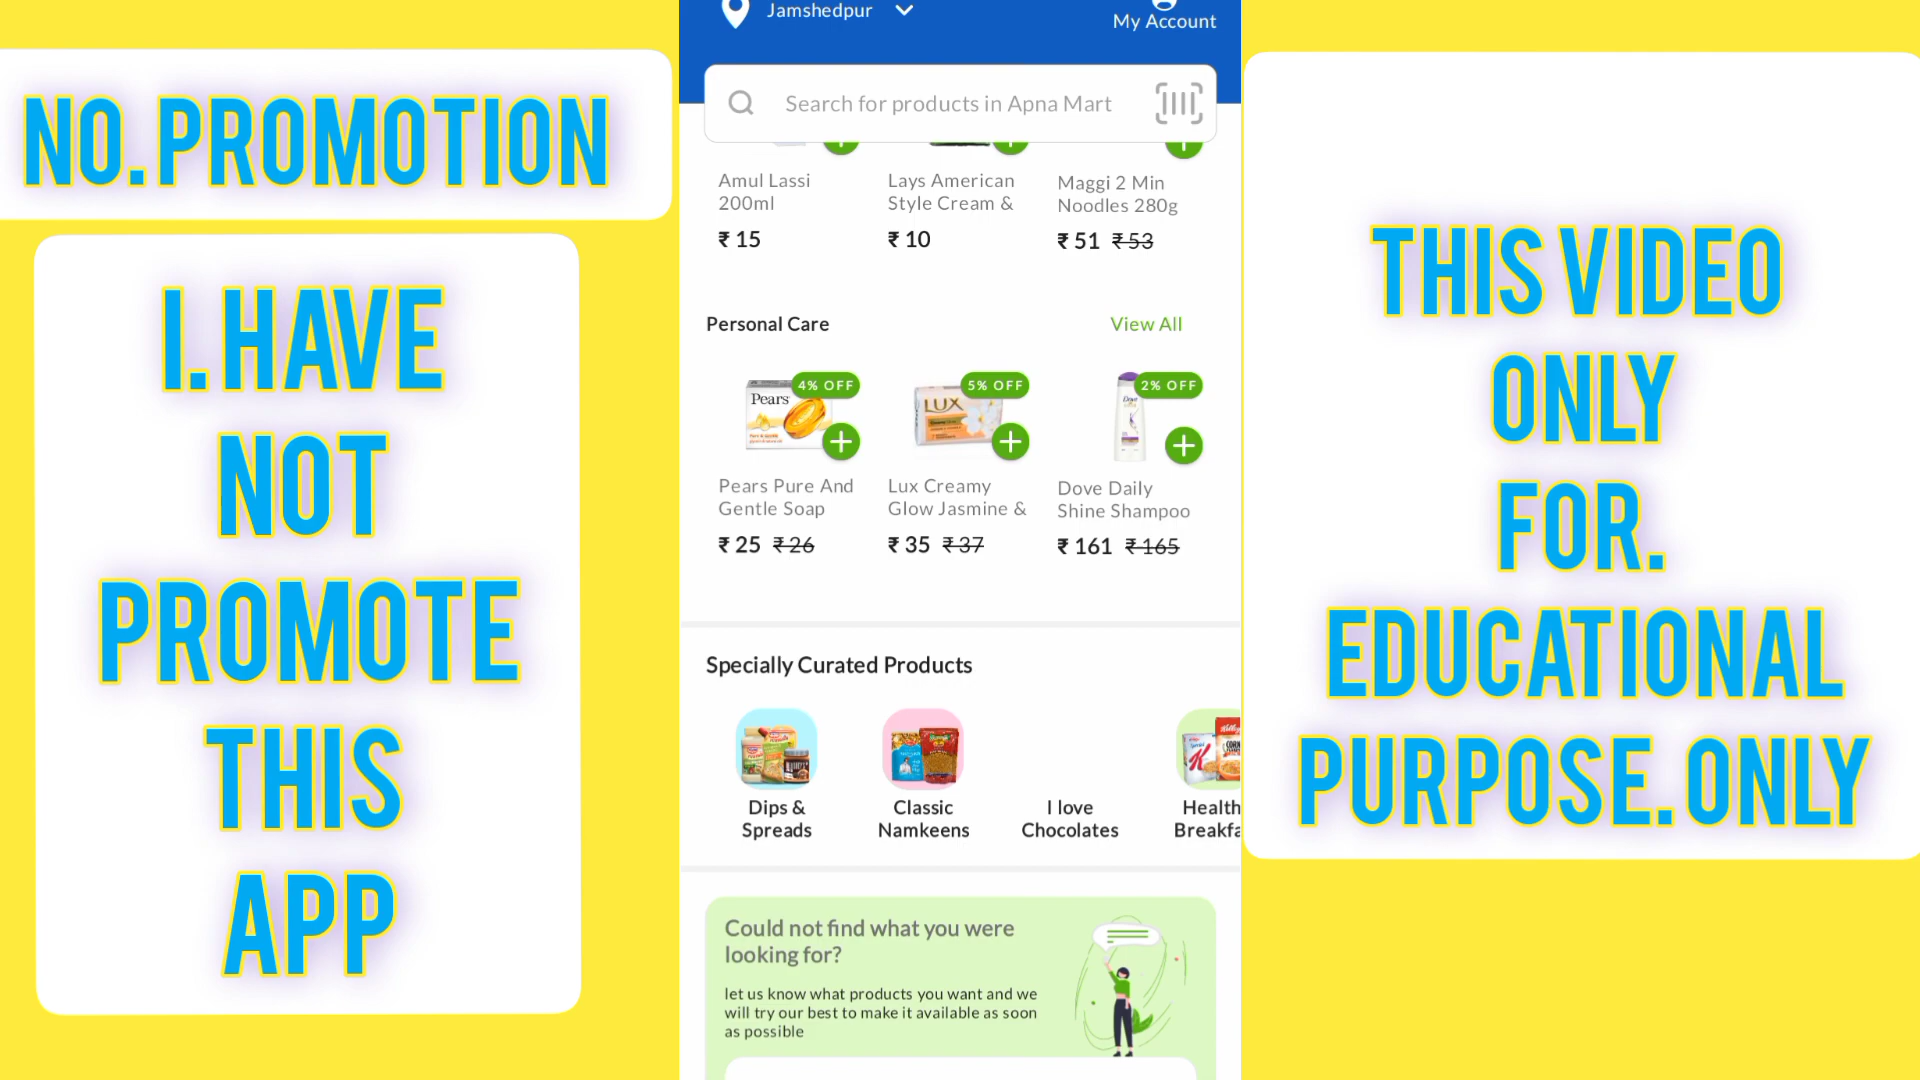 NO. PROMOTION
I. HAVE
NOT
PROMOTE
THIS
APP
Jamshedpur
My Account
Search for products in Apna Mart
Amul Lassi
200ml
₹ 15
Lays American
Style Cream &
₹ 10
Maggi 2 Min
Noodles 280g
₹ 51 ₹ 53
Personal Care
View All
4% OFF
Pears
Pears Pure And
Gentle Soap
₹ 25 ₹ 26
5% OFF
LUX
Lux Creamy
Glow Jasmine &
₹ 35 ₹ 37
2% OFF
Dove
Dove Daily
Shine Shampoo
₹ 161 ₹ 165
Specially Curated Products
Dips &
Spreads
Classic
Namkeens
I love
Chocolates
Health
Breakfa
Could not find what you were
looking for?
let us know what products you want and we
will try our best to make it available as soon
as possible
THIS VIDEO
ONLY
FOR.
EDUCATIONAL
PURPOSE. ONLY